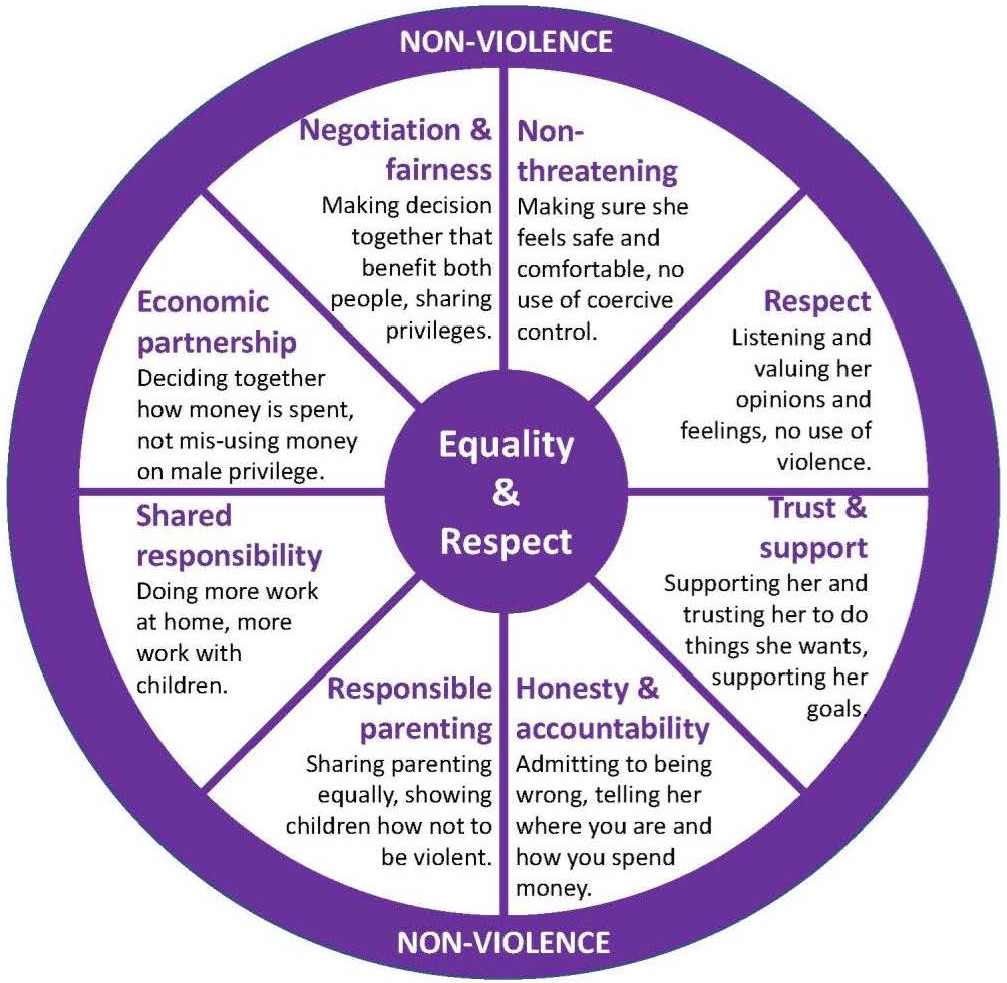 NON-VIOLENCE
Negotiation &
fairness
Making decision
together that
benefit both
people, sharing
privileges.
Non-
threatening
Making sure she
feels safe and
comfortable, no
use of coercive
control.
Respect
Listening and
valuing her
opinions and
feelings, no use of
violence.
Trust &
support
Supporting her and
trusting her to do
things she wants,
supporting her
goals.
Honesty &
accountability
Admitting to being
wrong, telling her
where you are and
how you spend
money.
Responsible
parenting
Sharing parenting
equally, showing
children how not to
be violent.
Shared
responsibility
Doing more work
at home, more
work with
children.
Economic
partnership
Deciding together
how money is spent,
not mis-using money
on male privilege.
Equality
&
Respect
NON-VIOLENCE